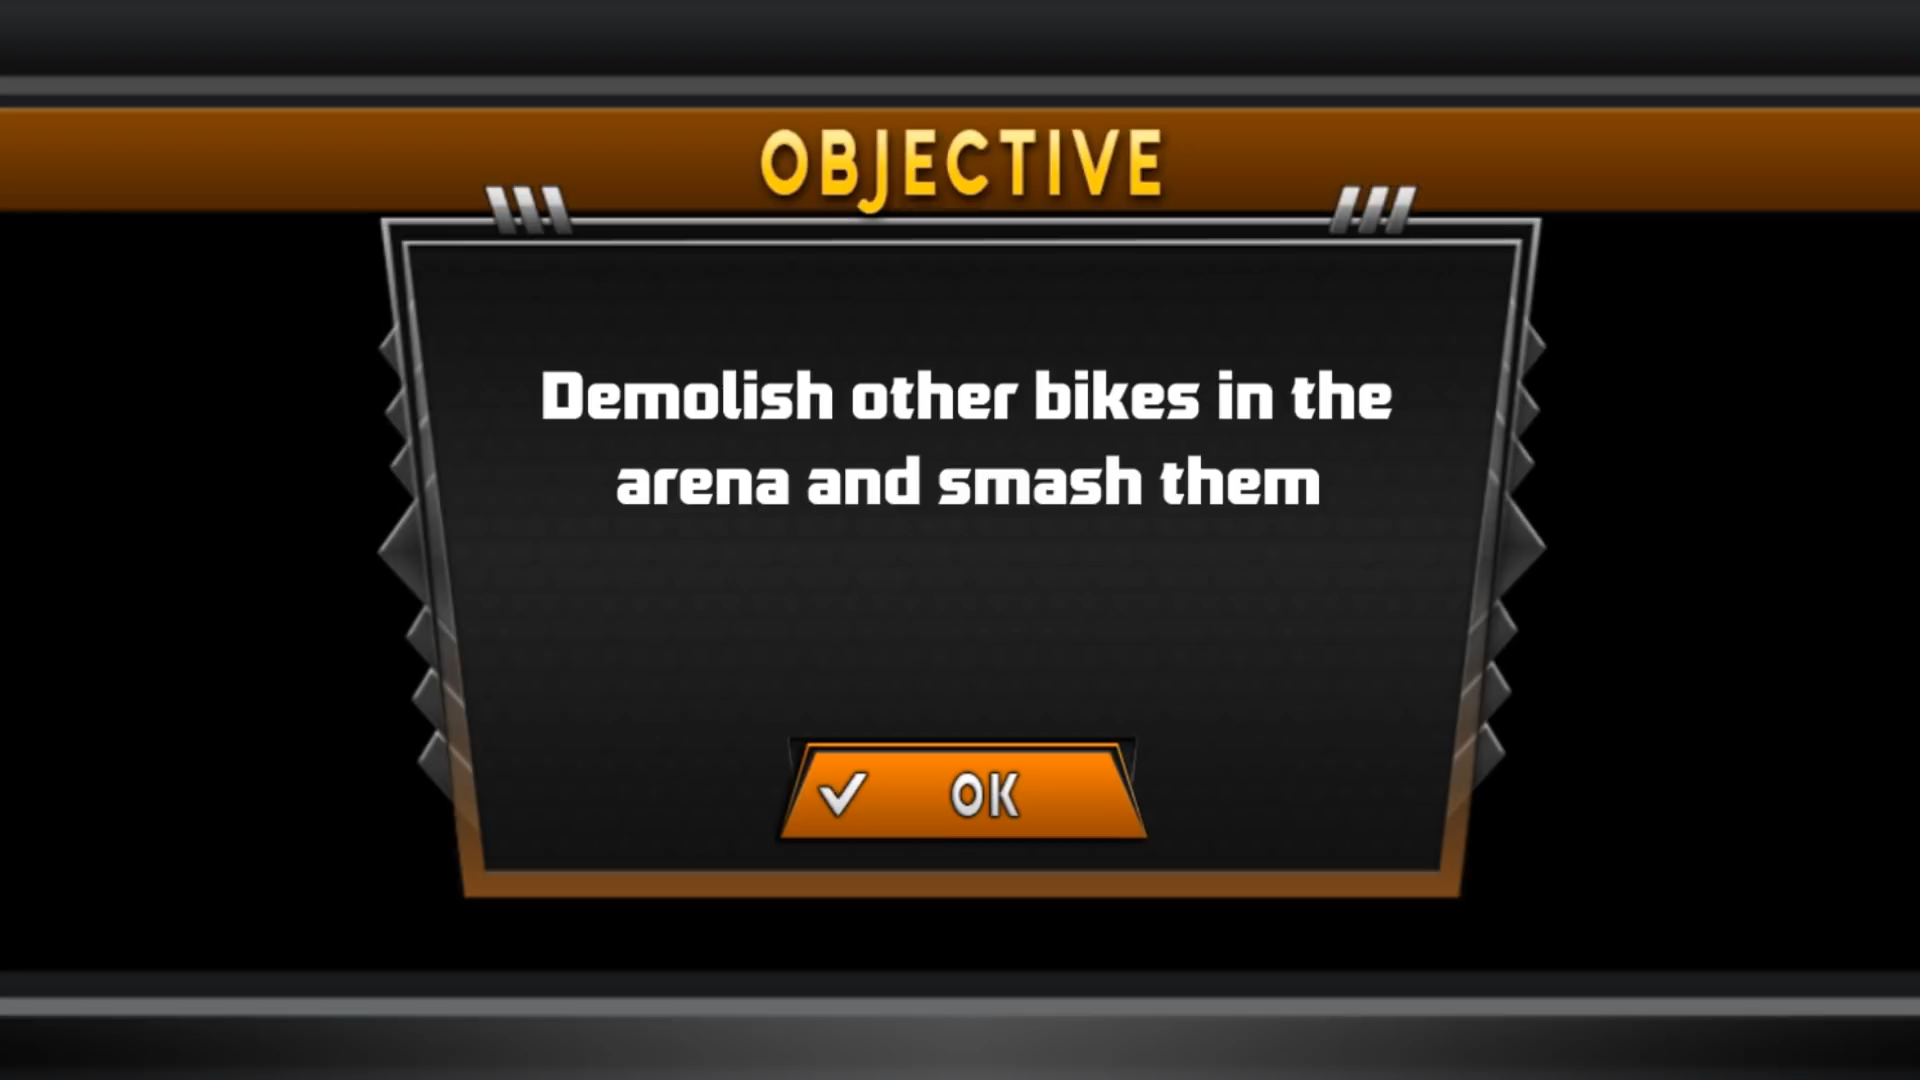 OBJECTIVE
Demolish other bikes in the
arena and smash them
OK